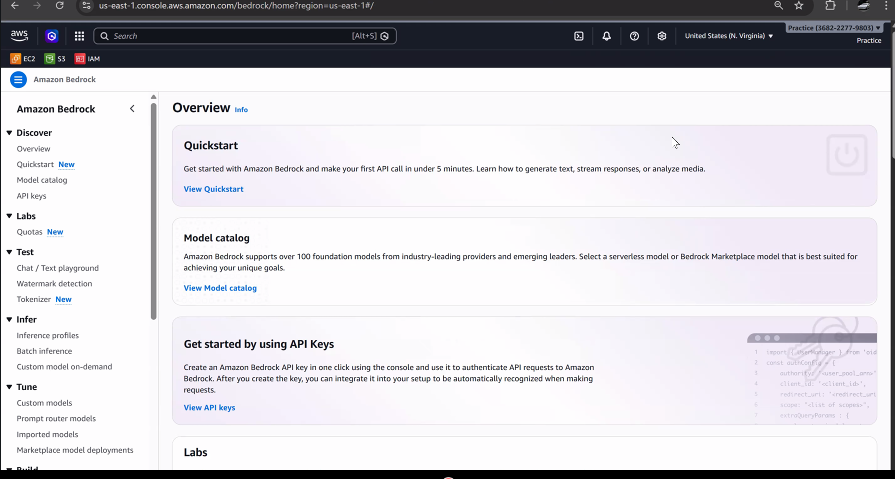 us-east-1.console.aws.amazon.com/bedrock/home?region=us-east-1#/
aws
Search
[Alt+S]
United States (N. Virginia)
Practice (3682-2277-9803)
Practice
EC2
S3
IAM
Amazon Bedrock
Amazon Bedrock
Discover
Overview
Quickstart New
Model catalog
API keys
Labs
Quotas New
Test
Chat / Text playground
Watermark detection
Tokenizer New
Infer
Inference profiles
Batch inference
Custom model on-demand
Tune
Custom models
Prompt router models
Imported models
Marketplace model deployments
Build
Overview Info
Quickstart
Get started with Amazon Bedrock and make your first API call in under 5 minutes. Learn how to generate text, stream responses, or analyze media.
View Quickstart
Model catalog
Amazon Bedrock supports over 100 foundation models from industry-leading providers and emerging leaders. Select a serverless model or Bedrock Marketplace model that is best suited for
achieving your unique goals.
View Model catalog
Get started by using API Keys
Create an Amazon Bedrock API key in one click using the console and use it to authenticate API requests to Amazon
Bedrock. After you create the key, you can integrate it into your setup to be automatically recognized when making
requests.
View API keys
Labs